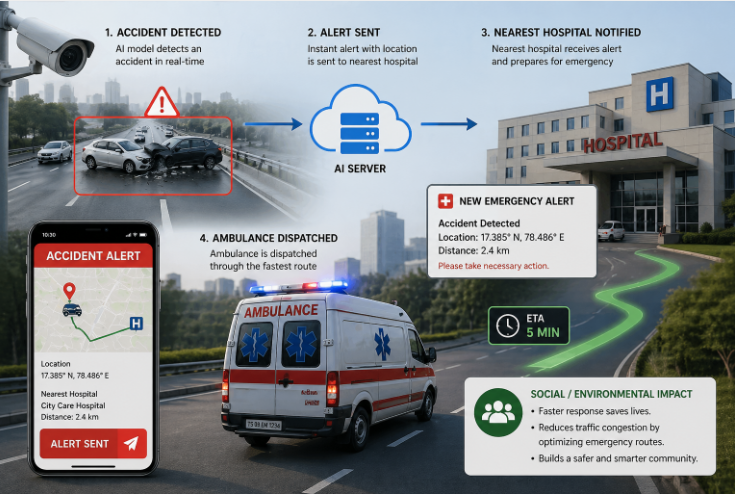 1. ACCIDENT DETECTED
AI model detects an
accident in real-time
2. ALERT SENT
Instant alert with location
is sent to nearest hospital
3. NEAREST HOSPITAL NOTIFIED
Nearest hospital receives alert
and prepares for emergency
AI SERVER
H
HOSPITAL
NEW EMERGENCY ALERT
Accident Detected
Location: 17.385° N, 78.486° E
Distance: 2.4 km
Please take necessary action.
4. AMBULANCE DISPATCHED
Ambulance is dispatched
through the fastest route
10:30
ACCIDENT ALERT
H
Location
17.385° N, 78.486° E
Nearest Hospital
City Care Hospital
Distance: 2.4 km
ALERT SENT
AMBULANCE
ETA
5 MIN
SOCIAL / ENVIRONMENTAL IMPACT
• Faster response saves lives.
• Reduces traffic congestion by
optimizing emergency routes.
• Builds a safer and smarter community.